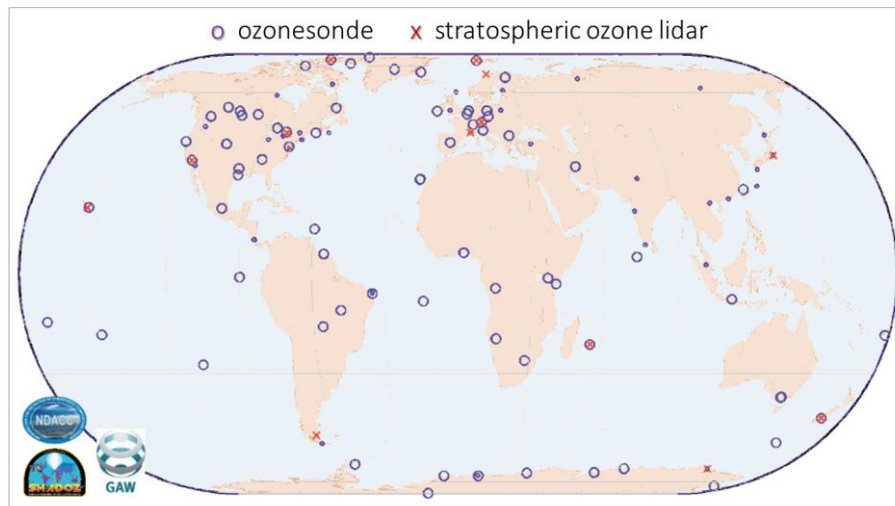 ozonesonde
stratospheric ozone lidar
NDACC
SHADOZ
GAW